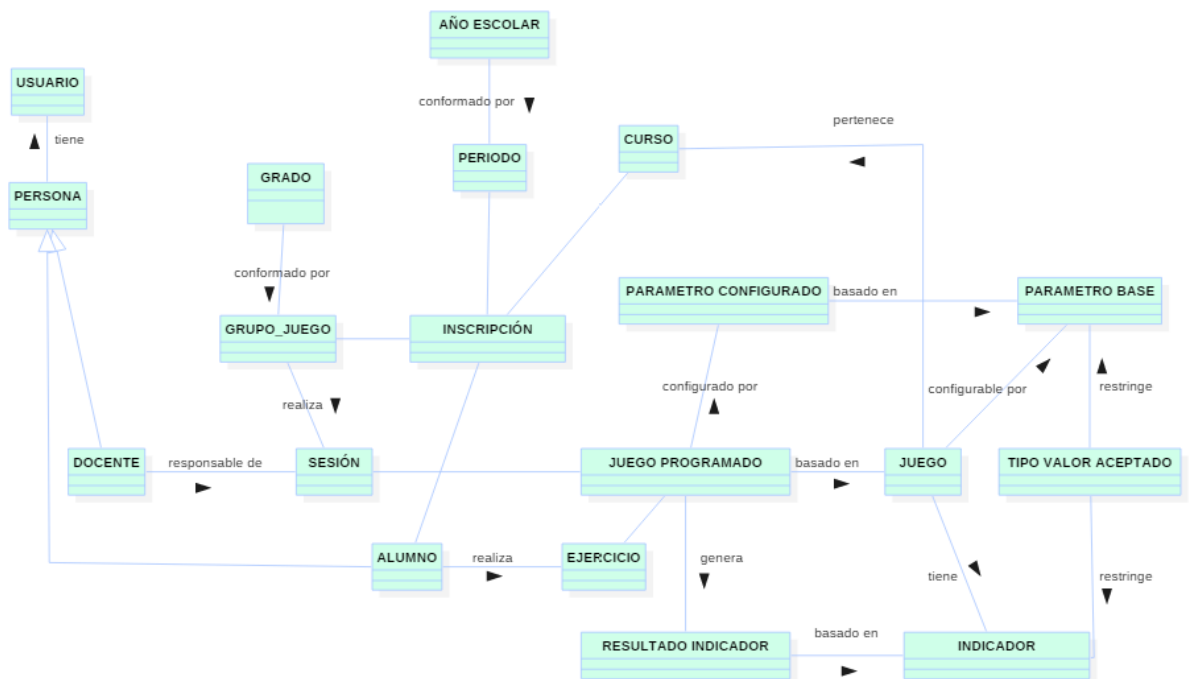 AÑO ESCOLAR
USUARIO
conformado por
tiene
CURSO
pertenece
PERIODO
GRADO
PERSONA
conformado por
PARAMETRO CONFIGURADO
basado en
PARAMETRO BASE
GRUPO_JUEGO
INSCRIPCIÓN
realiza
configurado por
configurable por
restringe
DOCENTE
responsable de
SESIÓN
JUEGO PROGRAMADO
basado en
JUEGO
TIPO VALOR ACEPTADO
ALUMNO
realiza
EJERCICIO
genera
tiene
restringe
RESULTADO INDICADOR
basado en
INDICADOR